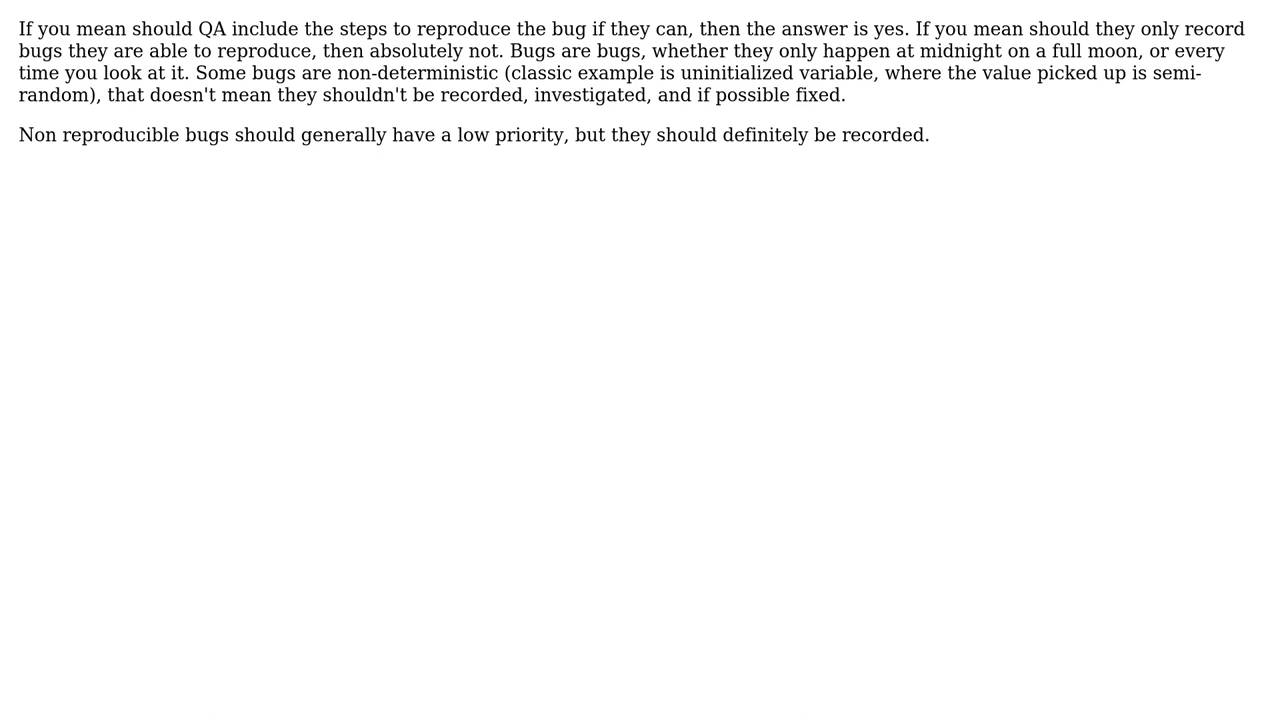 If you mean should QA include the steps to reproduce the bug if they can, then the answer is yes. If you mean should they only record
bugs they are able to reproduce, then absolutely not. Bugs are bugs, whether they only happen at midnight on a full moon, or every
time you look at it. Some bugs are non-deterministic (classic example is uninitialized variable, where the value picked up is semi-
random), that doesn't mean they shouldn't be recorded, investigated, and if possible fixed.
Non reproducible bugs should generally have a low priority, but they should definitely be recorded.